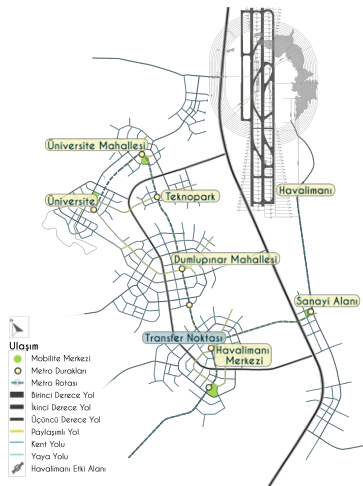 Üniversite Mahallesi
Üniversite
Teknopark
Havalimanı
Dumlupınar Mahallesi
Sanayi Alanı
Transfer Noktası
Havalimanı
Merkezi
Ulaşım
Mobilite Merkezi
Metro Durakları
Metro Rotası
Birinci Derece Yol
İkinci Derece Yol
Üçüncü Derece Yol
Paylaşımlı Yol
Kent Yolu
Yaya Yolu
Havalimanı Etki Alanı